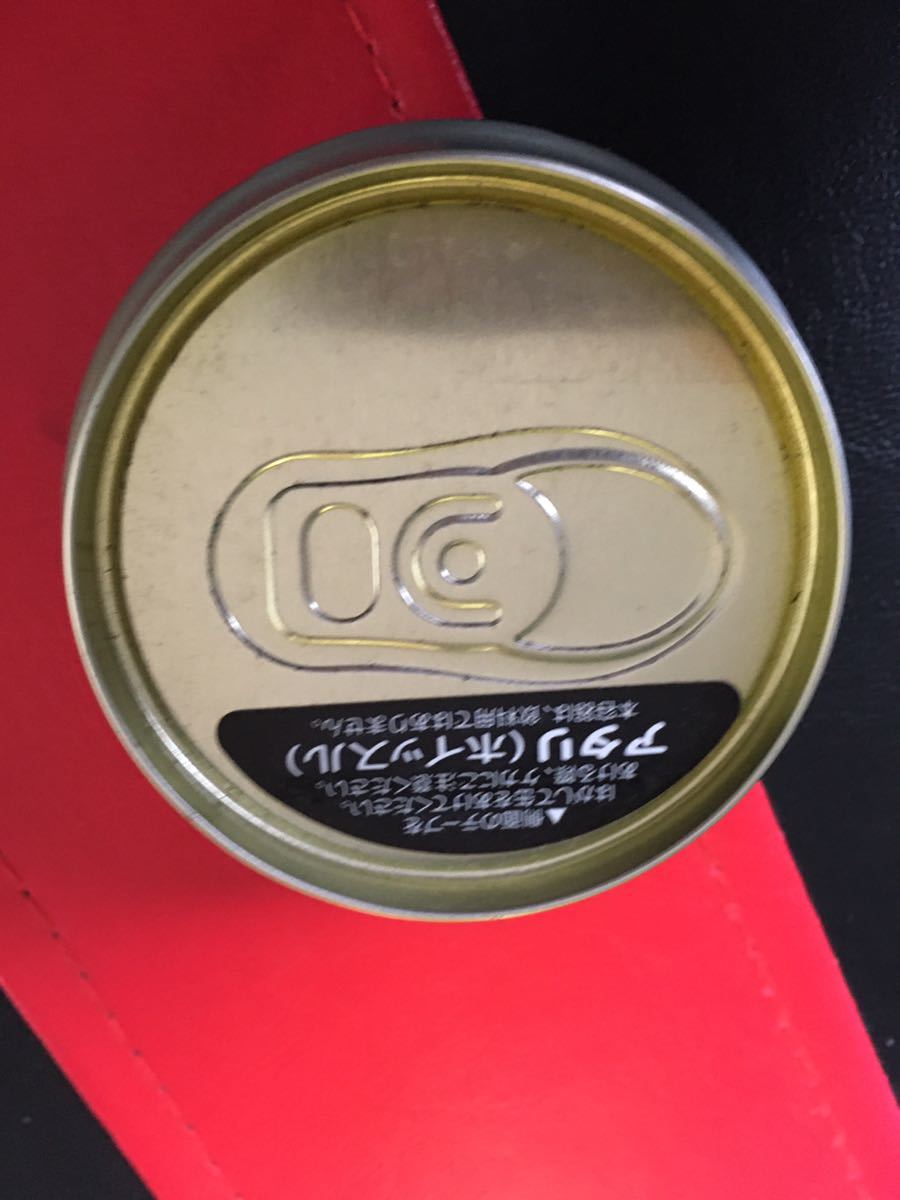 ▲側面のテープを
はがして缶をあけてください。
あける際、ケガにご注意ください。
アタリ(ホイッスル)
本容器は、飲料用ではありません。